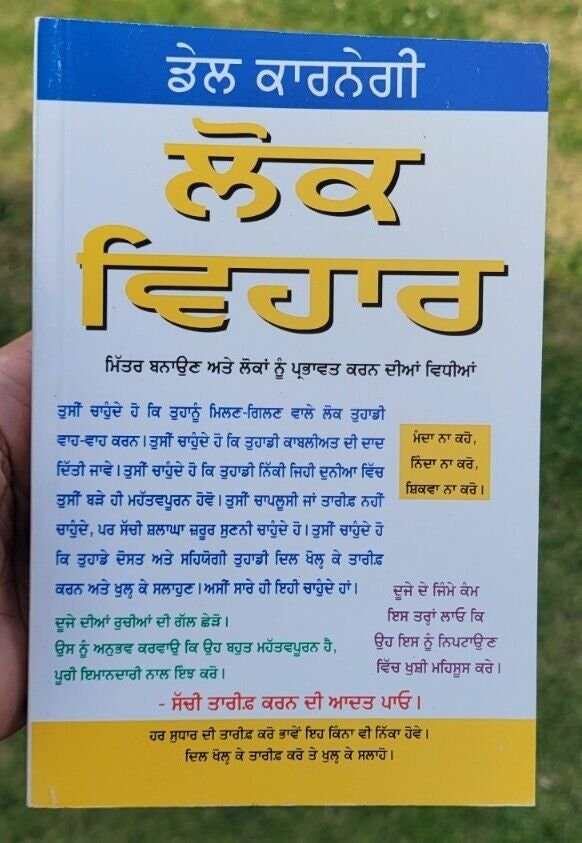 ਡੇਲ ਕਾਰਨੇਗੀ
ਲੋਕ
ਵਿਹਾਰ
ਮਿੱਤਰ ਬਨਾਉਣ ਅਤੇ ਲੋਕਾਂ ਨੂੰ ਪ੍ਰਭਾਵਤ ਕਰਨ ਦੀਆਂ ਵਿਧੀਆਂ
ਤੁਸੀਂ ਚਾਹੁੰਦੇ ਹੋ ਕਿ ਤੁਹਾਨੂੰ ਮਿਲਣ-ਗਿਲਣ ਵਾਲੇ ਲੋਕ ਤੁਹਾਡੀ
ਵਾਹ-ਵਾਹ ਕਰਨ। ਤੁਸੀਂ ਚਾਹੁੰਦੇ ਹੋ ਕਿ ਤੁਹਾਡੀ ਕਾਬਲੀਅਤ ਦੀ ਦਾਦ
ਦਿੱਤੀ ਜਾਵੇ। ਤੁਸੀਂ ਚਾਹੁੰਦੇ ਹੋ ਕਿ ਤੁਹਾਡੀ ਨਿੱਕੀ ਜਿਹੀ ਦੁਨੀਆ ਵਿੱਚ
ਤੁਸੀਂ ਬੜੇ ਹੀ ਮਹੱਤਵਪੂਰਨ ਹੋਵੋ। ਤੁਸੀਂ ਚਾਪਲੂਸੀ ਜਾਂ ਤਾਰੀਫ਼ ਨਹੀਂ
ਚਾਹੁੰਦੇ, ਪਰ ਸੱਚੀ ਸ਼ਲਾਘਾ ਜ਼ਰੂਰ ਸੁਣਨੀ ਚਾਹੁੰਦੇ ਹੋ। ਤੁਸੀਂ ਚਾਹੁੰਦੇ ਹੋ
ਕਿ ਤੁਹਾਡੇ ਦੋਸਤ ਅਤੇ ਸਹਿਯੋਗੀ ਤੁਹਾਡੀ ਦਿਲ ਖੋਲ੍ਹ ਕੇ ਤਾਰੀਫ਼
ਕਰਨ ਅਤੇ ਖੁਲ੍ਹ ਕੇ ਸਲਾਹੁਣ। ਅਸੀਂ ਸਾਰੇ ਹੀ ਇਹੀ ਚਾਹੁੰਦੇ ਹਾਂ।
ਮੰਦਾ ਨਾ ਕਹੋ,
ਨਿੰਦਾ ਨਾ ਕਰੋ,
ਸ਼ਿਕਵਾ ਨਾ ਕਰੋ।
ਦੂਜੇ ਦੀਆਂ ਰੁਚੀਆਂ ਦੀ ਗੱਲ ਛੇੜੋ।
ਉਸ ਨੂੰ ਅਨੁਭਵ ਕਰਵਾਉ ਕਿ ਉਹ ਬਹੁਤ ਮਹੱਤਵਪੂਰਨ ਹੈ,
ਪੂਰੀ ਇਮਾਨਦਾਰੀ ਨਾਲ ਇਝ ਕਰੋ।
ਦੂਜੇ ਦੇ ਜਿੰਮੇ ਕੰਮ
ਇਸ ਤਰ੍ਹਾਂ ਲਾਓ ਕਿ
ਉਹ ਇਸ ਨੂੰ ਨਿਪਟਾਉਣ
ਵਿੱਚ ਖੁਸ਼ੀ ਮਹਿਸੂਸ ਕਰੇ।
- ਸੱਚੀ ਤਾਰੀਫ਼ ਕਰਨ ਦੀ ਆਦਤ ਪਾਓ।
ਹਰ ਸੁਧਾਰ ਦੀ ਤਾਰੀਫ਼ ਕਰੋ ਭਾਵੇਂ ਇਹ ਕਿੰਨਾ ਵੀ ਨਿੱਕਾ ਹੋਵੇ।
ਦਿਲ ਖੋਲ੍ਹ ਕੇ ਤਾਰੀਫ਼ ਕਰੋ ਤੇ ਖੁਲ੍ਹ ਕੇ ਸਲਾਹੋ।